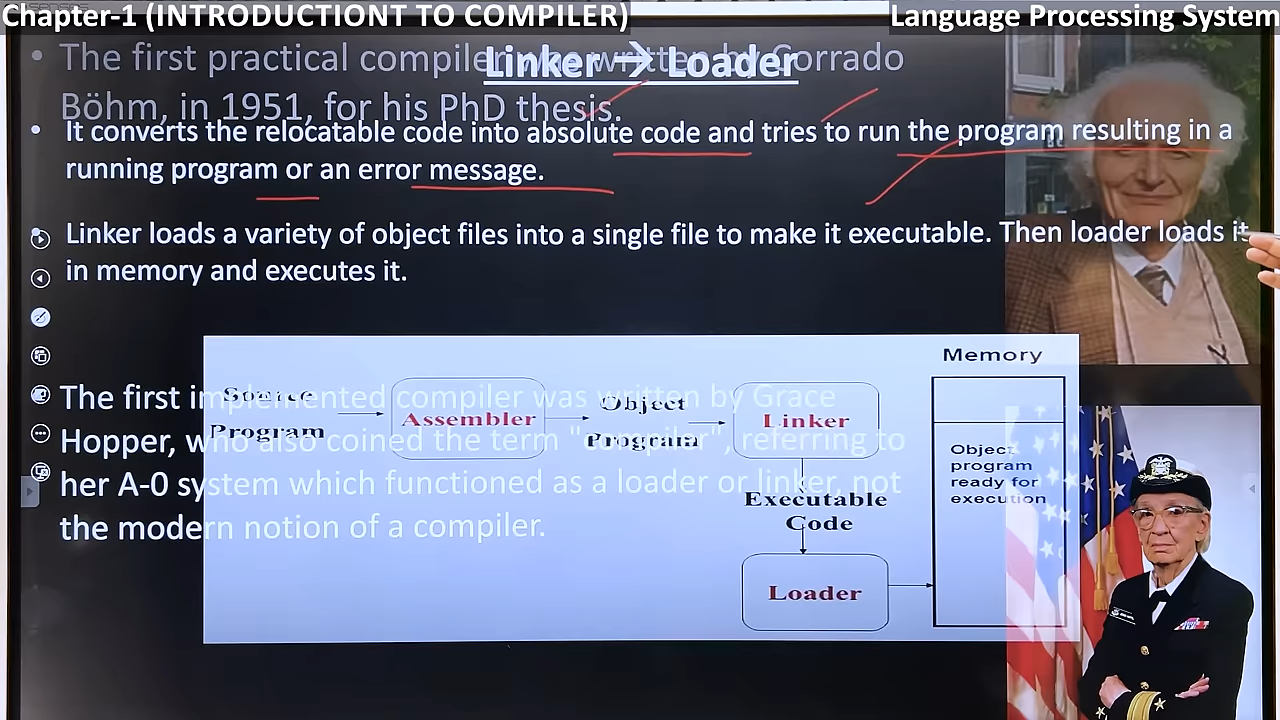 Chapter-1 (INTRODUCTIONT TO COMPILER)
Language Processing System
The first practical compiler was written by Corrado
Böhm, in 1951, for his PhD thesis.
Linker → Loader
It converts the relocatable code into absolute code and tries to run the program resulting in a
running program or an error message.
Linker loads a variety of object files into a single file to make it executable. Then loader loads it
in memory and executes it.
The first implemented compiler was written by Grace
Hopper, who also coined the term "compiler", referring to
her A-0 system which functioned as a loader or linker, not
the modern notion of a compiler.
Source
Program
Assembler
Object
Program
Linker
Executable
Code
Loader
Memory
Object
program
ready for
execution